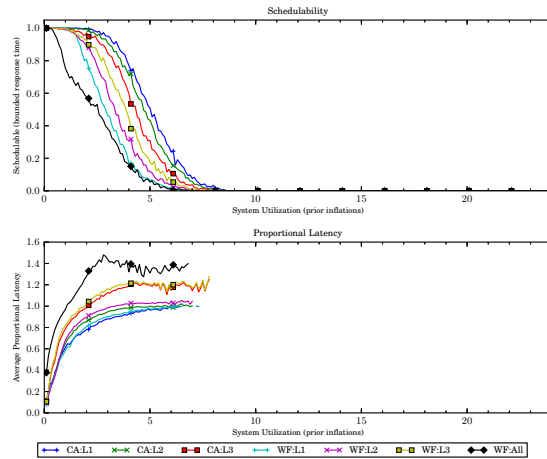 Schedulability
1.0
0.8
0.6
0.4
0.2
0.0
Schedulable (bounded response time)
0 5 10 15 20
System Utilization (prior inflations)
Proportional Latency
1.6
1.4
1.2
1.0
0.8
0.6
0.4
0.2
0.0
Average Proportional Latency
0 5 10 15 20
System Utilization (prior inflations)
CA:L1 CA:L2 CA:L3 WF:L1 WF:L2 WF:L3 WF:All